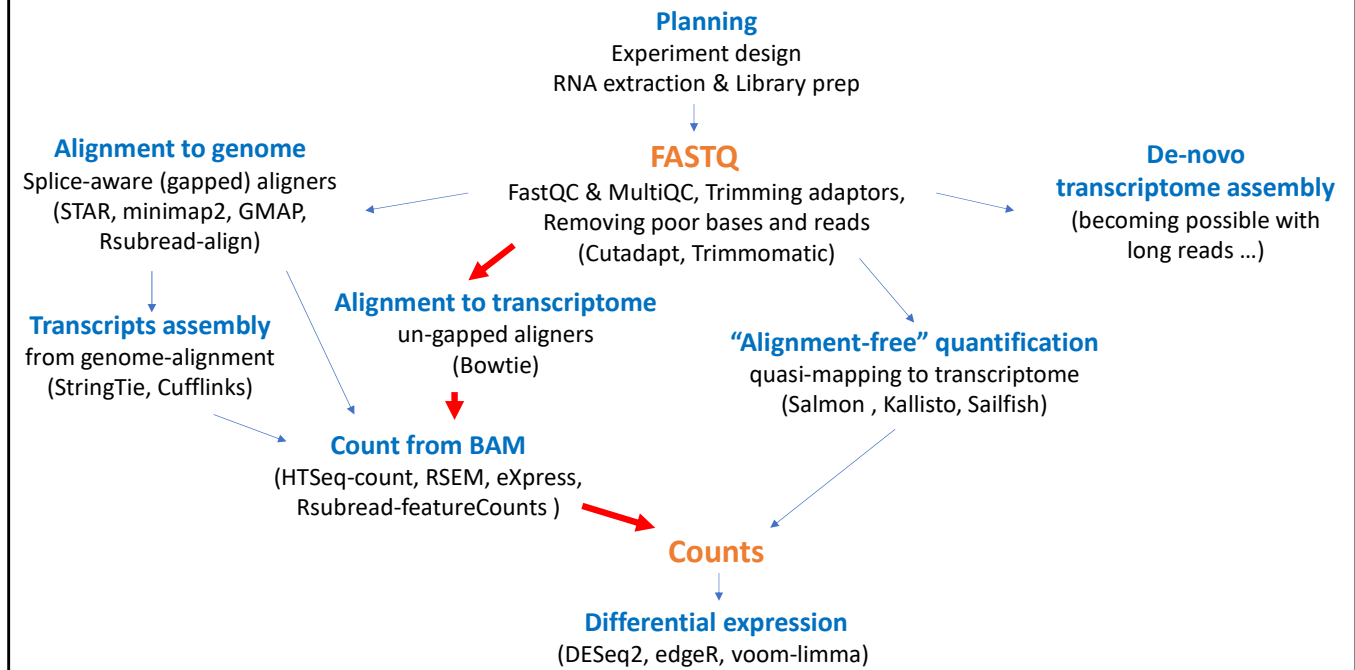 Planning
Experiment design
RNA extraction & Library prep
Alignment to genome
Splice-aware (gapped) aligners
(STAR, minimap2, GMAP,
Rsubread-align)
FASTQ
FastQC & MultiQC, Trimming adaptors,
Removing poor bases and reads
(Cutadapt, Trimmomatic)
De-novo
transcriptome assembly
(becoming possible with
long reads …)
Transcripts assembly
from genome-alignment
(StringTie, Cufflinks)
Alignment to transcriptome
un-gapped aligners
(Bowtie)
“Alignment-free” quantification
quasi-mapping to transcriptome
(Salmon , Kallisto, Sailfish)
Count from BAM
(HTSeq-count, RSEM, eXpress,
Rsubread-featureCounts )
Counts
Differential expression
(DESeq2, edgeR, voom-limma)